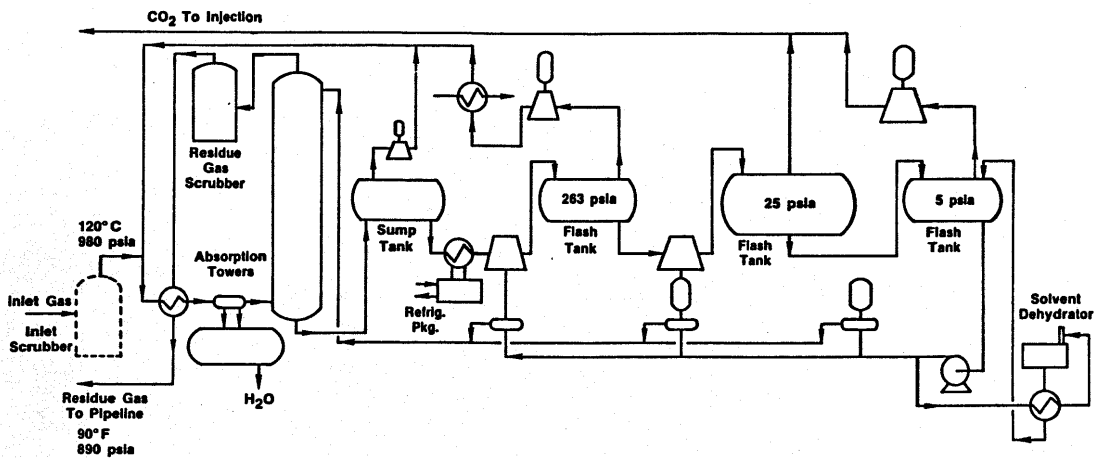 CO2 To Injection
Residue
Gas
Scrubber
120°C
980 psia
Absorption
Towers
Sump
Tank
263 psia
Flash
Tank
25 psia
Flash
Tank
5 psia
Flash
Tank
Inlet Gas
Inlet
Scrubber
Refrig.
Pkg.
Solvent
Dehydrator
H2O
Residue Gas
To Pipeline
90°F
890 psia